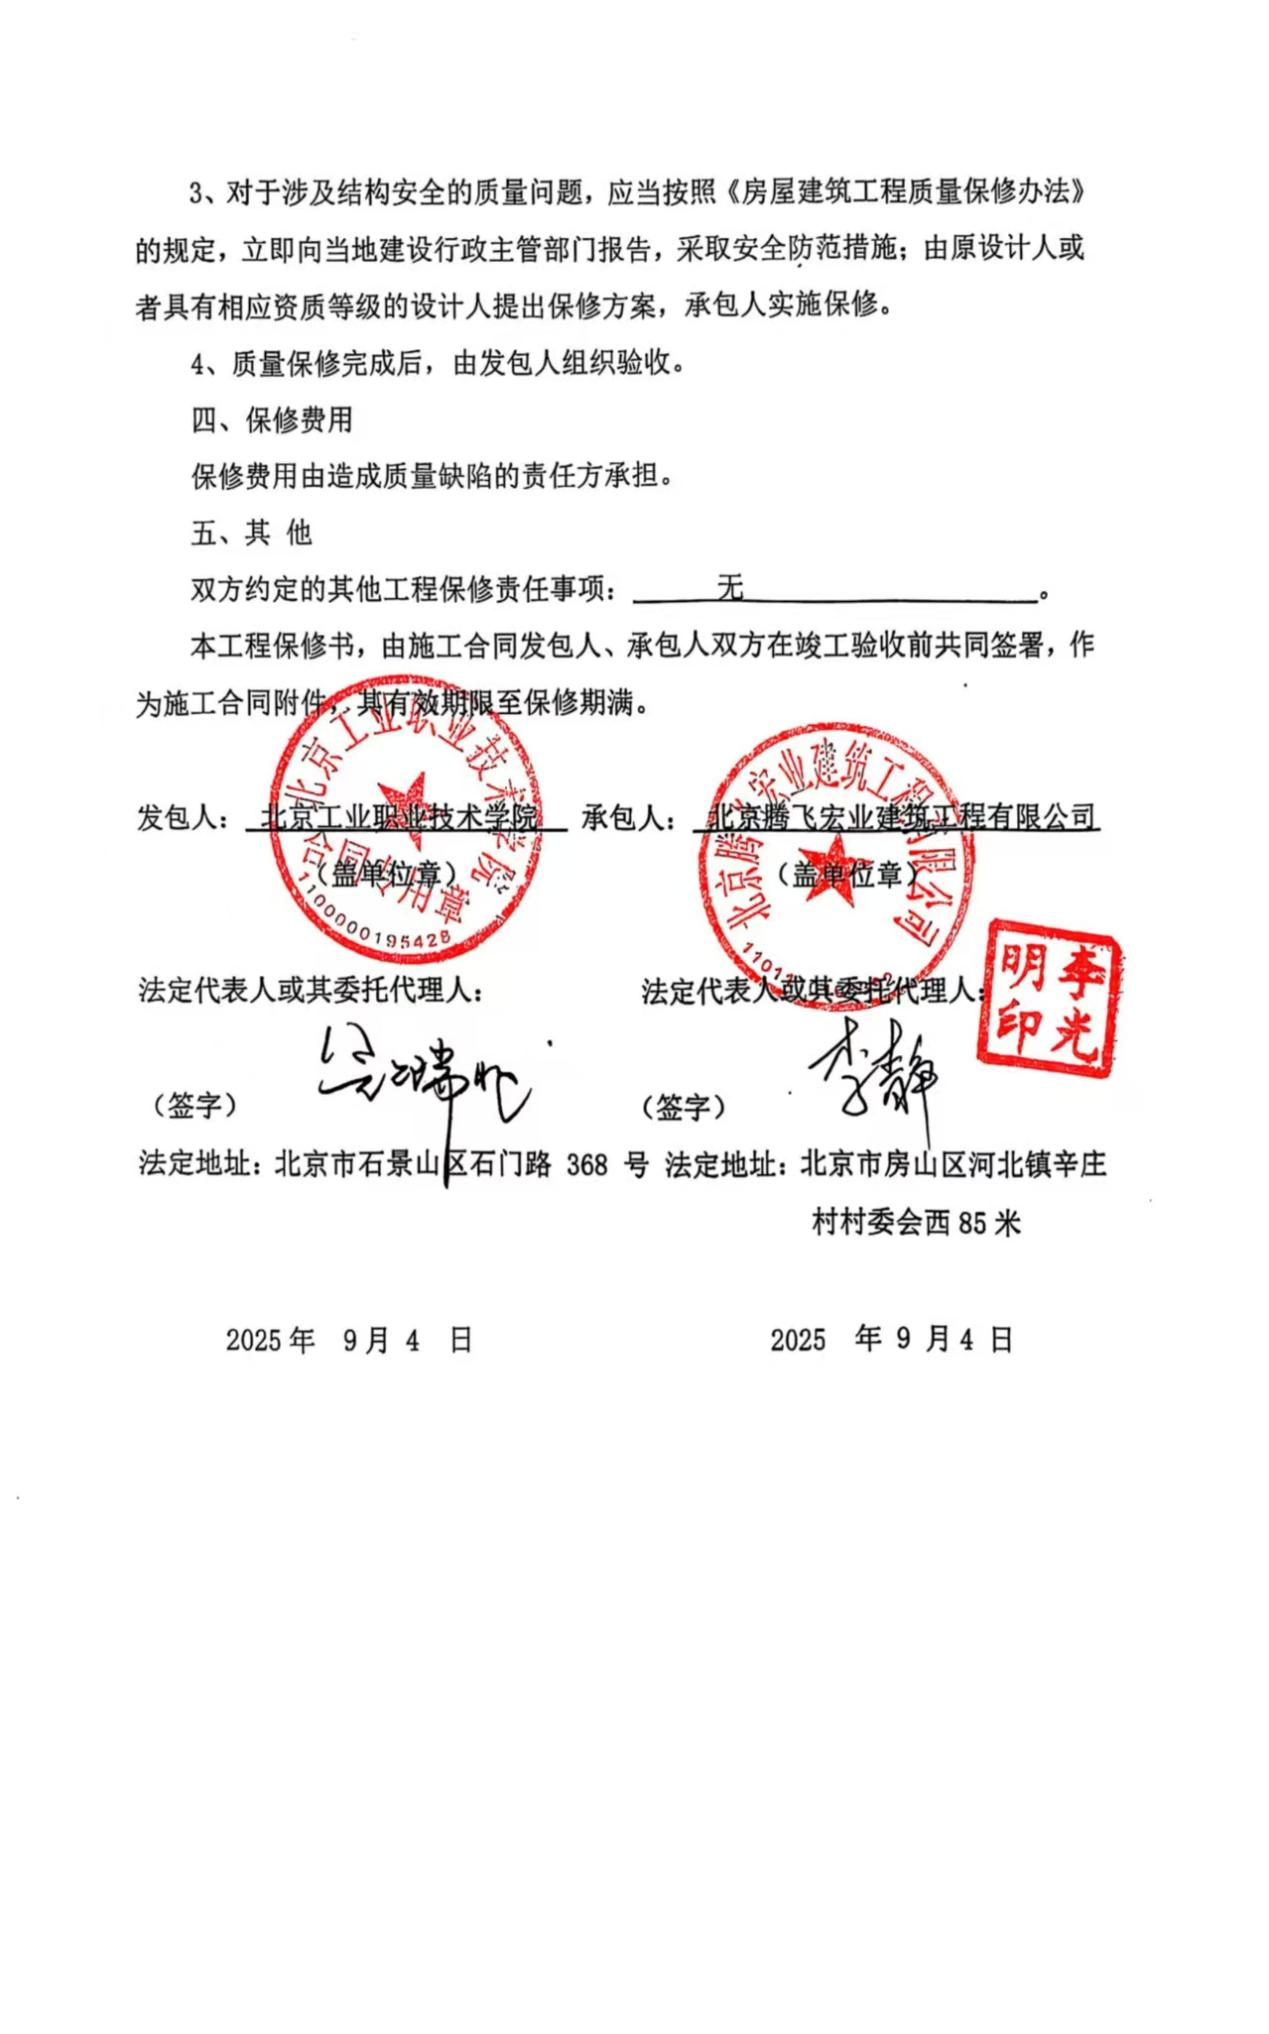 3、对于涉及结构安全的质量问题，应当按照《房屋建筑工程质量保修办法》
的规定，立即向当地建设行政主管部门报告，采取安全防范措施；由原设计人或
者具有相应资质等级的设计人提出保修方案，承包人实施保修。
4、质量保修完成后，由发包人组织验收。
四、保修费用
保修费用由造成质量缺陷的责任方承担。
五、其 他
双方约定的其他工程保修责任事项： 无 。
本工程保修书，由施工合同发包人、承包人双方在竣工验收前共同签署，作
为施工合同附件，其有效期限至保修期满。
北京工业职业技术学院
合同专用章
1100000195428
北京腾飞宏业建筑工程有限公司
发包人： 北京工业职业技术学院 承包人： 北京腾飞宏业建筑工程有限公司
（盖单位章） （盖单位章）
法定代表人或其委托代理人： 法定代表人或其委托代理人：
李光
明印
（签字） （签字） 李静
法定地址：北京市石景山区石门路 368 号 法定地址：北京市房山区河北镇辛庄
村村委会西 85 米
2025年 9月 4 日 2025 年 9 月 4 日